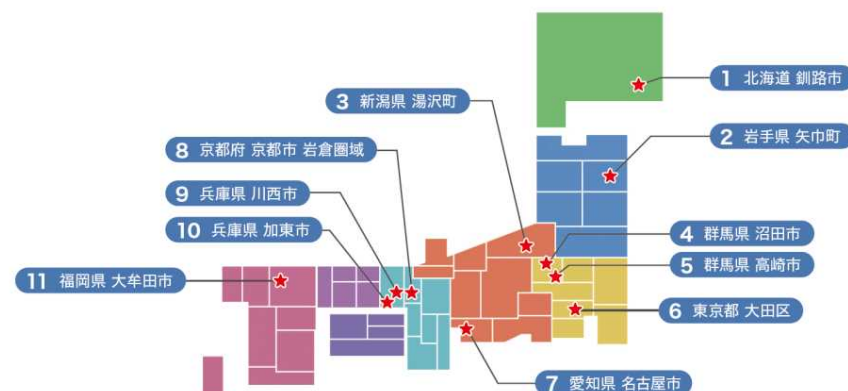 1 北海道 釧路市
2 岩手県 矢巾町
3 新潟県 湯沢町
4 群馬県 沼田市
5 群馬県 高崎市
6 東京都 大田区
7 愛知県 名古屋市
8 京都府 京都市 岩倉圏域
9 兵庫県 川西市
10 兵庫県 加東市
11 福岡県 大牟田市